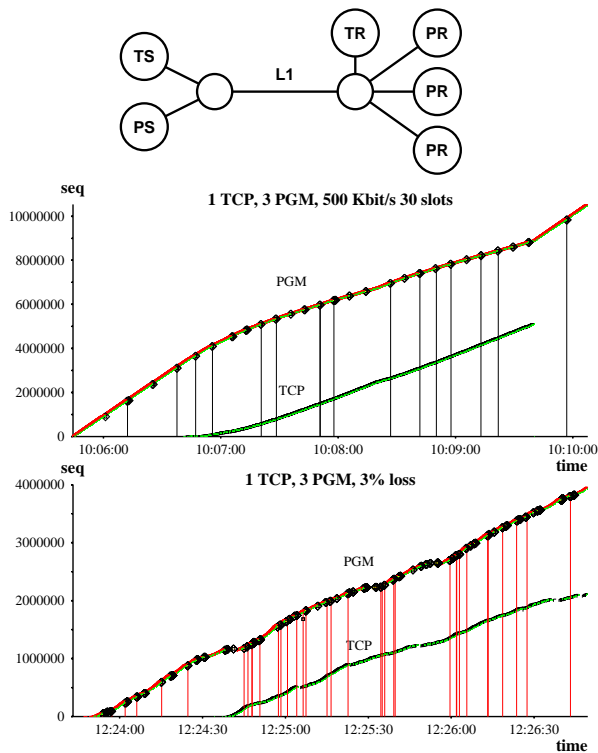 TS
TR
PR
L1
PR
PS
PR
seq
1 TCP, 3 PGM, 500 Kbit/s 30 slots
10000000
8000000
PGM
6000000
4000000
TCP
2000000
0
10:06:00 10:07:00 10:08:00 10:09:00 10:10:00
time
seq
1 TCP, 3 PGM, 3% loss
4000000
3000000
PGM
2000000
TCP
1000000
0
12:24:00 12:24:30 12:25:00 12:25:30 12:26:00 12:26:30
time